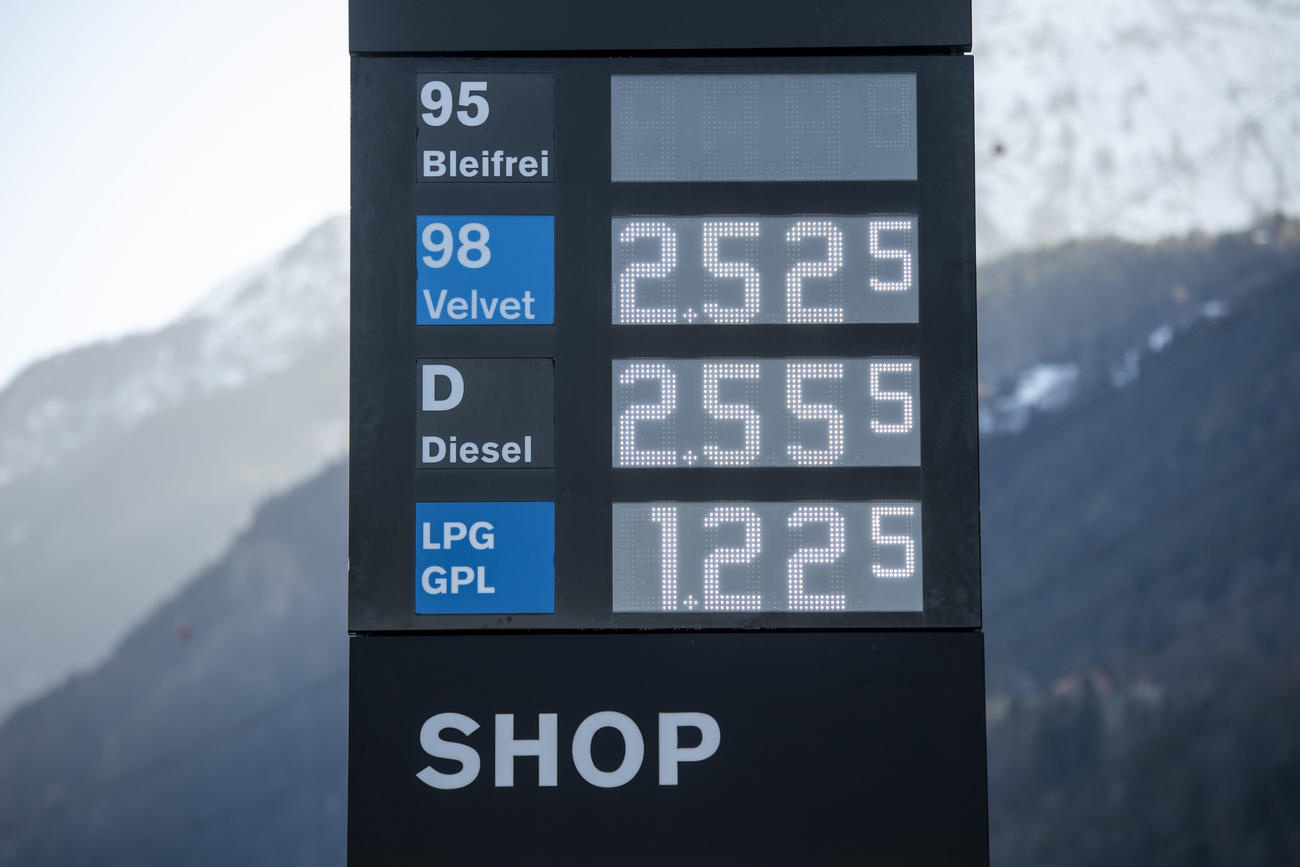 95
Bleifrei
98
Velvet
2.525
D
Diesel
2.555
LPG
GPL
1.225
SHOP